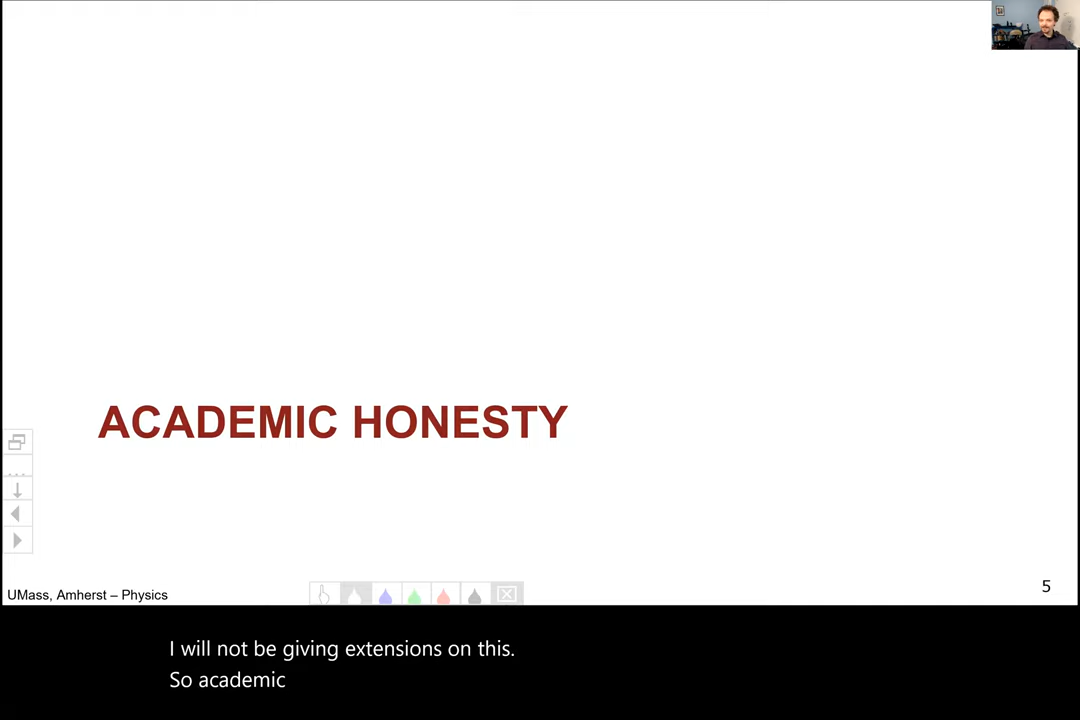 ACADEMIC HONESTY
UMass, Amherst – Physics
5
I will not be giving extensions on this.
So academic